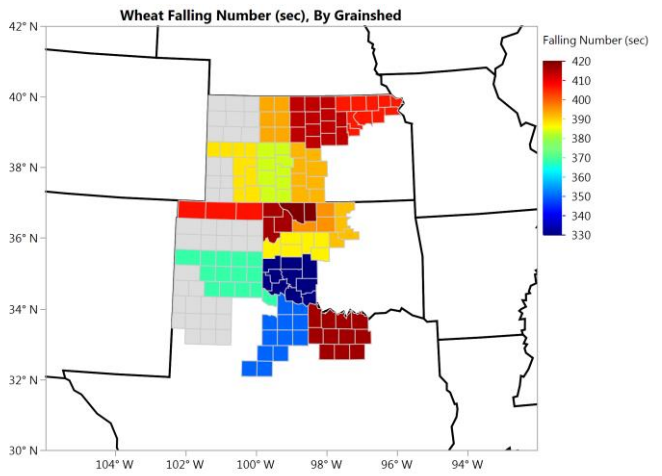 Wheat Falling Number (sec), By Grainshed
42° N
40° N
38° N
36° N
34° N
32° N
30° N
104° W 102° W 100° W 98° W 96° W 94° W
Falling Number (sec)
420
410
400
390
380
370
360
350
340
330